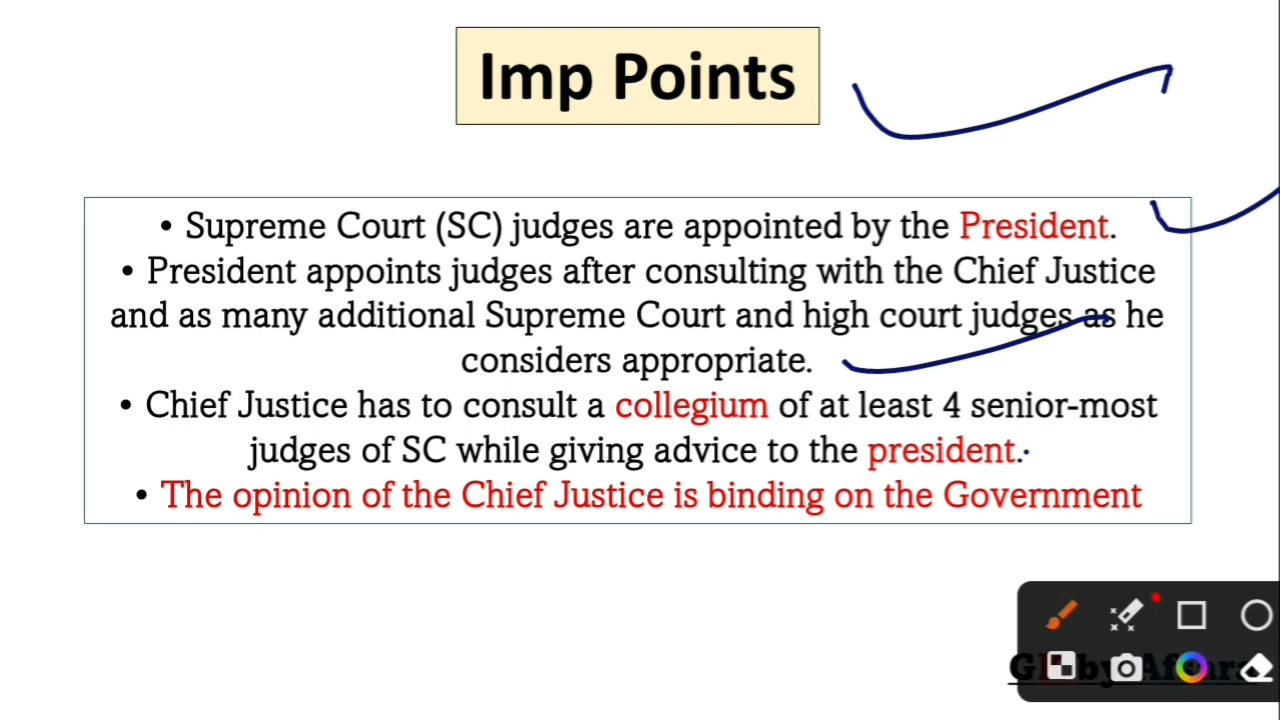 Imp Points
• Supreme Court (SC) judges are appointed by the President.
• President appoints judges after consulting with the Chief Justice
and as many additional Supreme Court and high court judges as he
considers appropriate.
• Chief Justice has to consult a collegium of at least 4 senior-most
judges of SC while giving advice to the president.
• The opinion of the Chief Justice is binding on the Government
by